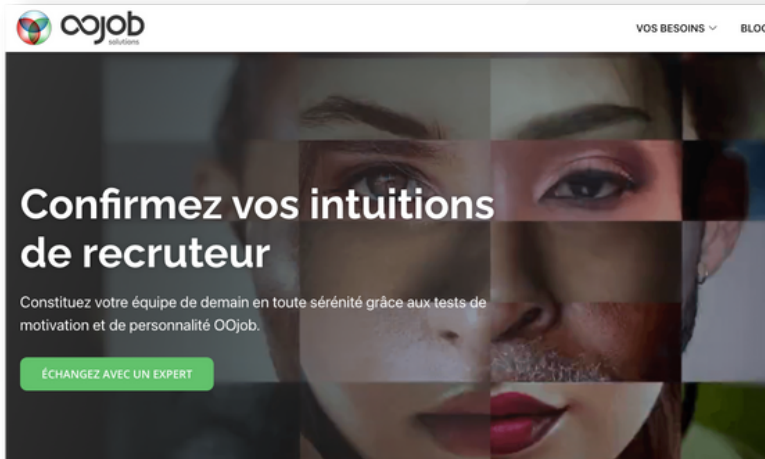 oojob
solutions
VOS BESOINS
Confirmez vos intuitions
de recruteur
Constituez votre équipe de demain en toute sérénité grâce aux tests de
motivation et de personnalité OOjob.
ÉCHANGEZ AVEC UN EXPERT